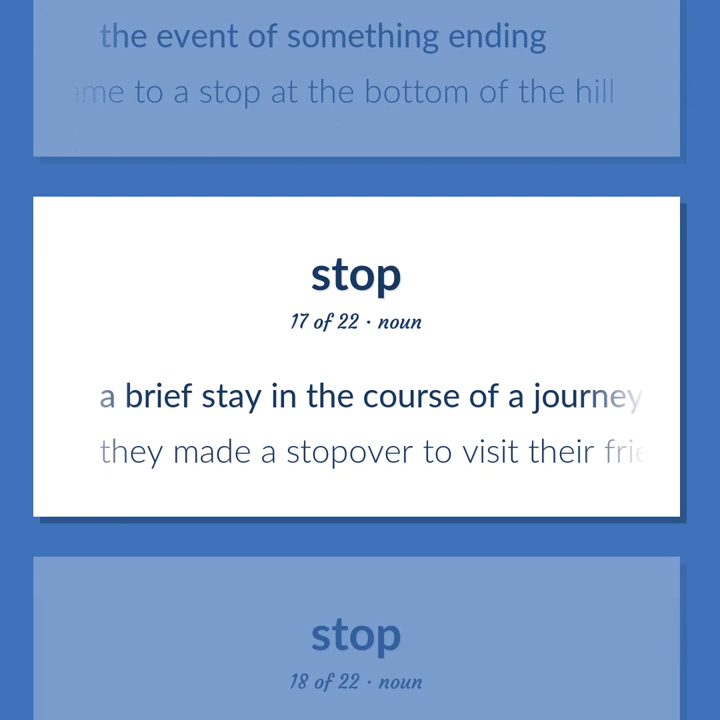 the event of something ending
to a stop at the bottom of the hill
stop
17 of 22 · noun
a brief stay in the course of a journey
they made a stopover to visit their
stop
18 of 22 · noun